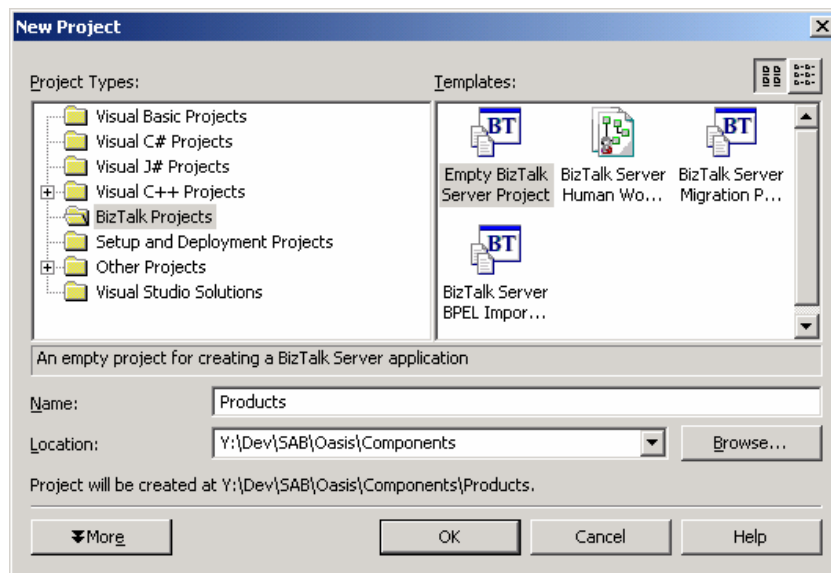 New Project
Project Types:
Templates:
Visual Basic Projects
Visual C# Projects
Visual J# Projects
Visual C++ Projects
BizTalk Projects
Setup and Deployment Projects
Other Projects
Visual Studio Solutions
BT
Empty BizTalk
Server Project
BizTalk Server
Human Wo...
BT
BizTalk Server
Migration P...
BT
BizTalk Server
BPEL Impor...
An empty project for creating a BizTalk Server application
Name:
Products
Location:
Y:\Dev\SAB\Oasis\Components
Browse...
Project will be created at Y:\Dev\SAB\Oasis\Components\Products.
More
OK
Cancel
Help